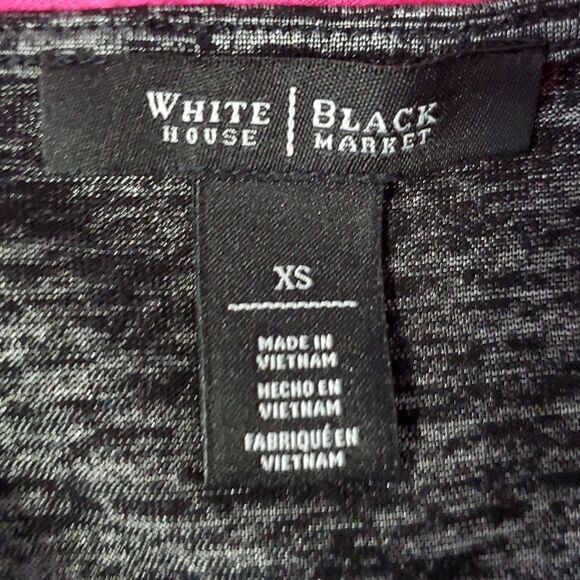 WHITE | BLACK
HOUSE | MARKET
XS
MADE IN
VIETNAM
HECHO EN
VIETNAM
FABRIQUÉ EN
VIETNAM